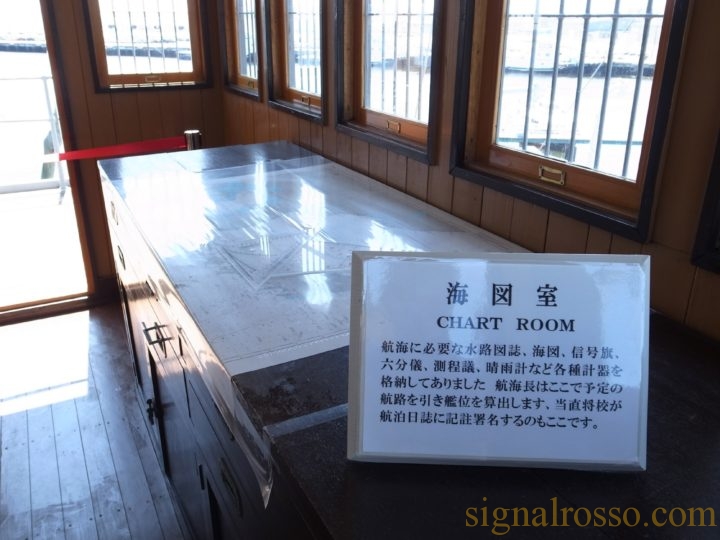 海図室
CHART ROOM
航海に必要な水路図誌、海図、信号旗、
六分儀、測程議、晴雨計など各種計器を
格納してありました 航海長はここで予定の
航路を引き艦位を算出します、当直将校が
航泊日誌に記註署名するのもここです。
signalrosso.com